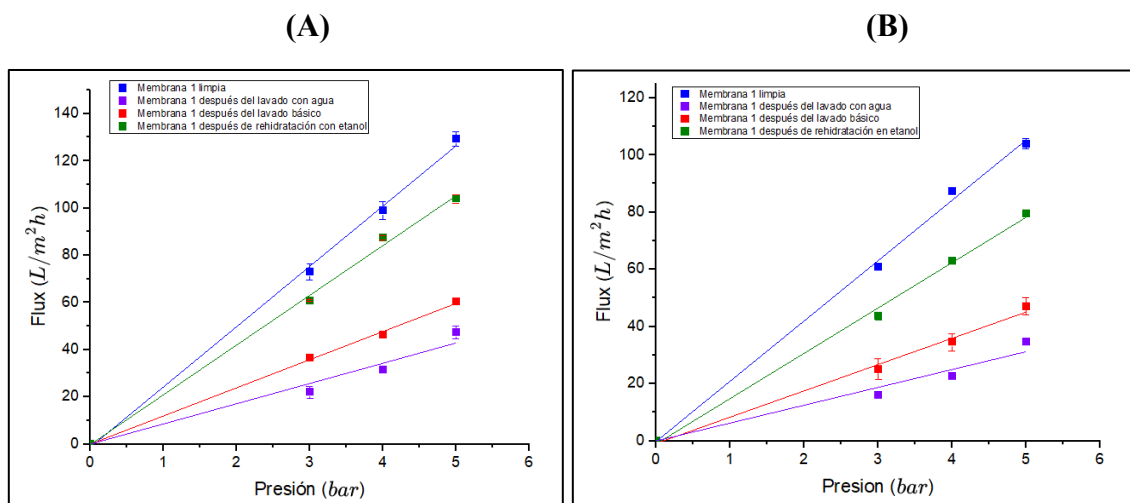 (A)
(B)
Membrana 1 limpia
Membrana 1 después del lavado con agua
Membrana 1 después del lavado básico
Membrana 1 después de rehidratación con etanol
140
120
100
80
60
40
20
0
Flux (L/m²h)
0 1 2 3 4 5 6
Presión (bar)
Membrana 1 limpia
Membrana 1 después del lavado con agua
Membrana 1 después del lavado básico
Membrana 1 después de rehidratación en etanol
120
100
80
60
40
20
0
Flux (L/m²h)
0 1 2 3 4 5 6
Presion (bar)